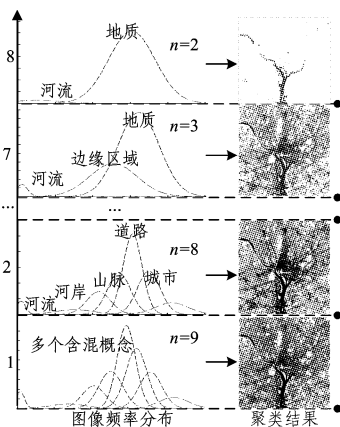 地质
n=2
8
河流
地质
n=3
7
边缘区域
河流
...
...
道路
n=8
2
山脉
城市
河岸
河流
n=9
多个含混概念
1
图像频率分布
聚类结果